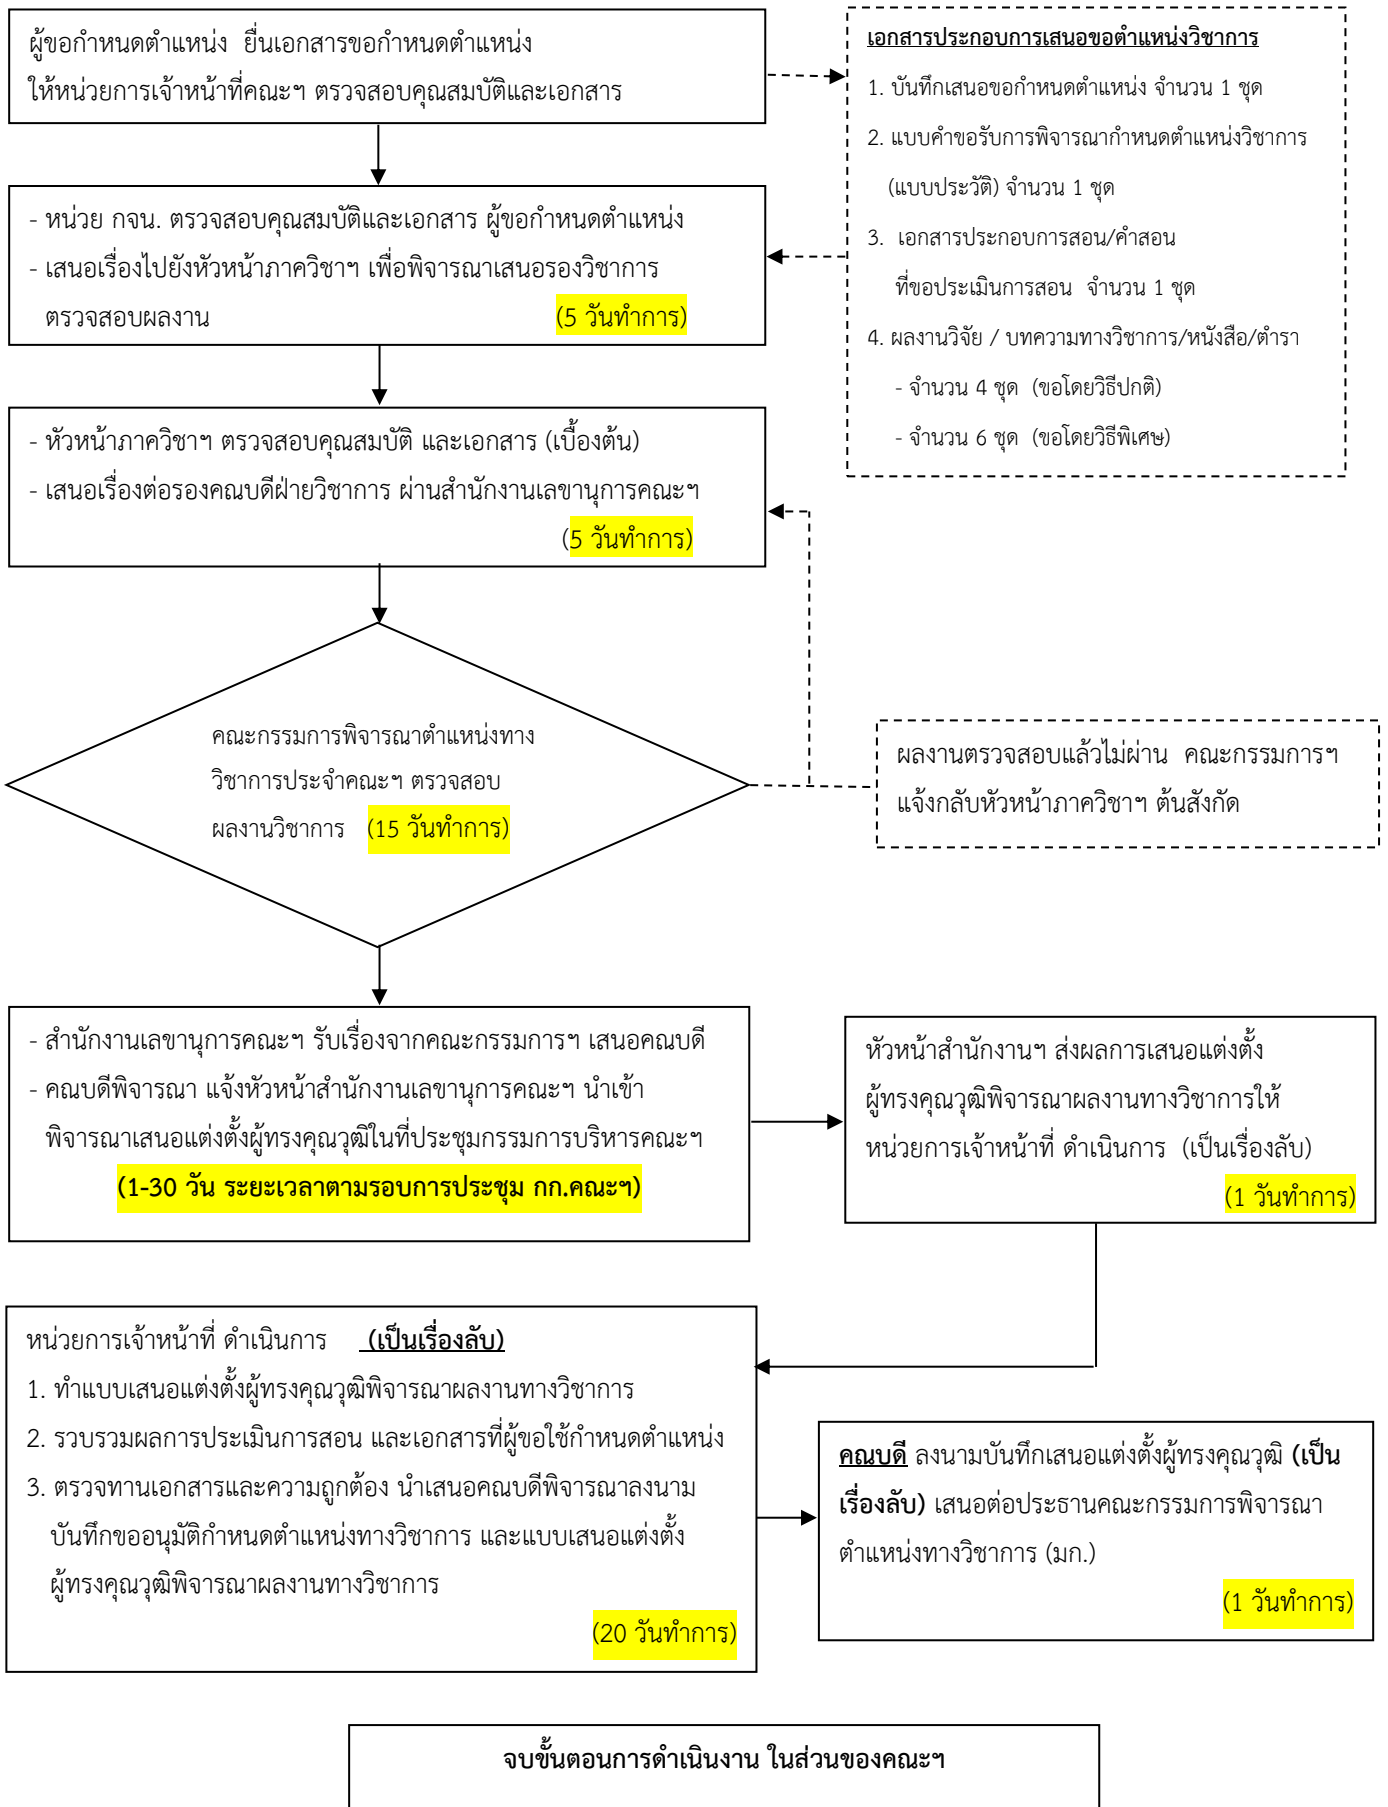 ผู้ขอกำหนดตำแหน่ง ยื่นเอกสารขอกำหนดตำแหน่ง
ให้หน่วยการเจ้าหน้าที่คณะฯ ตรวจสอบคุณสมบัติและเอกสาร
เอกสารประกอบการเสนอขอตำแหน่งวิชาการ
1. บันทึกเสนอขอกำหนดตำแหน่ง จำนวน 1 ชุด
2. แบบคำขอรับการพิจารณากำหนดตำแหน่งวิชาการ
(แบบประวัติ) จำนวน 1 ชุด
3. เอกสารประกอบการสอน/คำสอน
ที่ขอประเมินการสอน จำนวน 1 ชุด
4. ผลงานวิจัย / บทความทางวิชาการ/หนังสือ/ตำรา
- จำนวน 4 ชุด (ขอโดยวิธีปกติ)
- จำนวน 6 ชุด (ขอโดยวิธีพิเศษ)
- หน่วย กจน. ตรวจสอบคุณสมบัติและเอกสาร ผู้ขอกำหนดตำแหน่ง
- เสนอเรื่องไปยังหัวหน้าภาควิชาฯ เพื่อพิจารณาเสนอรองวิชาการ
ตรวจสอบผลงาน (5 วันทำการ)
- หัวหน้าภาควิชาฯ ตรวจสอบคุณสมบัติ และเอกสาร (เบื้องต้น)
- เสนอเรื่องต่อรองคณบดีฝ่ายวิชาการ ผ่านสำนักงานเลขานุการคณะฯ
(5 วันทำการ)
คณะกรรมการพิจารณาตำแหน่งทาง
วิชาการประจำคณะฯ ตรวจสอบ
ผลงานวิชาการ (15 วันทำการ)
ผลงานตรวจสอบแล้วไม่ผ่าน คณะกรรมการฯ
แจ้งกลับหัวหน้าภาควิชาฯ ต้นสังกัด
- สำนักงานเลขานุการคณะฯ รับเรื่องจากคณะกรรมการฯ เสนอคณบดี
- คณบดีพิจารณา แจ้งหัวหน้าสำนักงานเลขานุการคณะฯ นำเข้า
พิจารณาเสนอแต่งตั้งผู้ทรงคุณวุฒิในที่ประชุมกรรมการบริหารคณะฯ
(1-30 วัน ระยะเวลาตามรอบการประชุม กก.คณะฯ)
หัวหน้าสำนักงานฯ ส่งผลการเสนอแต่งตั้ง
ผู้ทรงคุณวุฒิพิจารณาผลงานทางวิชาการให้
หน่วยการเจ้าหน้าที่ ดำเนินการ (เป็นเรื่องลับ)
(1 วันทำการ)
หน่วยการเจ้าหน้าที่ ดำเนินการ (เป็นเรื่องลับ)
1. ทำแบบเสนอแต่งตั้งผู้ทรงคุณวุฒิพิจารณาผลงานทางวิชาการ
2. รวบรวมผลการประเมินการสอน และเอกสารที่ผู้ขอใช้กำหนดตำแหน่ง
3. ตรวจทานเอกสารและความถูกต้อง นำเสนอคณบดีพิจารณาลงนาม
บันทึกขออนุมัติกำหนดตำแหน่งทางวิชาการ และแบบเสนอแต่งตั้ง
ผู้ทรงคุณวุฒิพิจารณาผลงานทางวิชาการ
(20 วันทำการ)
คณบดี ลงนามบันทึกเสนอแต่งตั้งผู้ทรงคุณวุฒิ (เป็น
เรื่องลับ) เสนอต่อประธานคณะกรรมการพิจารณา
ตำแหน่งทางวิชาการ (มก.)
(1 วันทำการ)
จบขั้นตอนการดำเนินงาน ในส่วนของคณะฯ